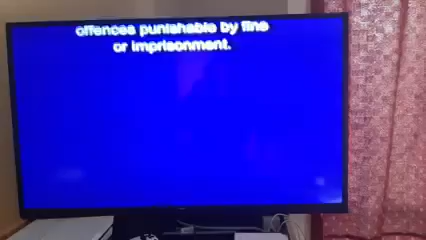 offences punishable by fine
or imprisonment.